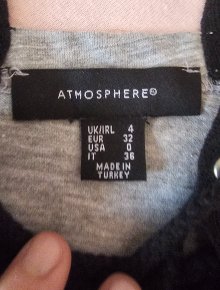 ATMOSPHERE®
UK/IRL 4
EUR 32
USA 0
IT 36
MADE IN
TURKEY